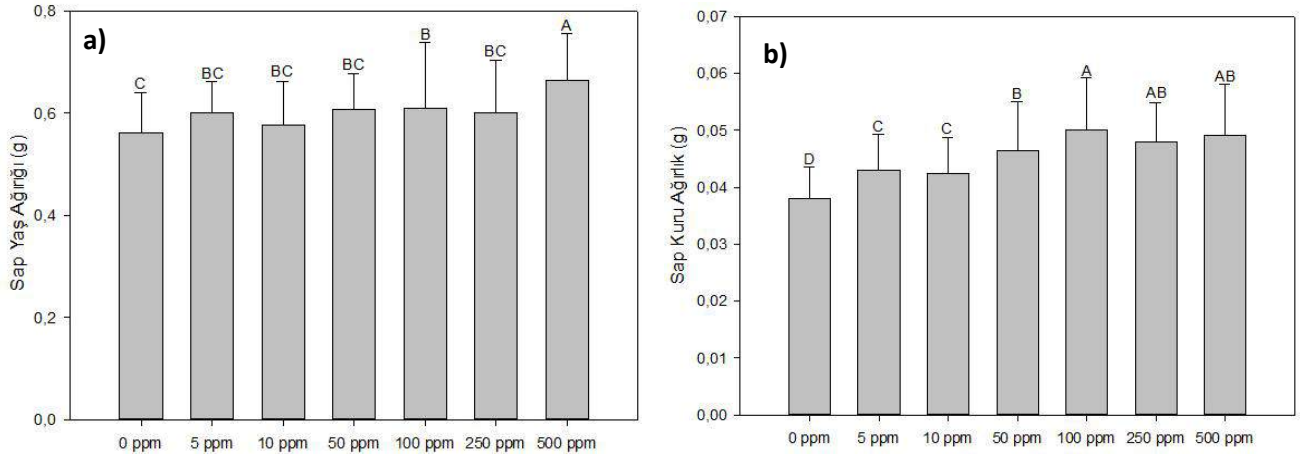 a)
Sap Yaş Ağırığı (g)
0,8
0,6
0,4
0,2
0,0
C
BC
BC
BC
B
BC
A
0 ppm
5 ppm
10 ppm
50 ppm
100 ppm
250 ppm
500 ppm
b)
Sap Kuru Ağırlık (g)
0,07
0,06
0,05
0,04
0,03
0,02
0,01
0,00
D
C
C
B
A
AB
AB
0 ppm
5 ppm
10 ppm
50 ppm
100 ppm
250 ppm
500 ppm